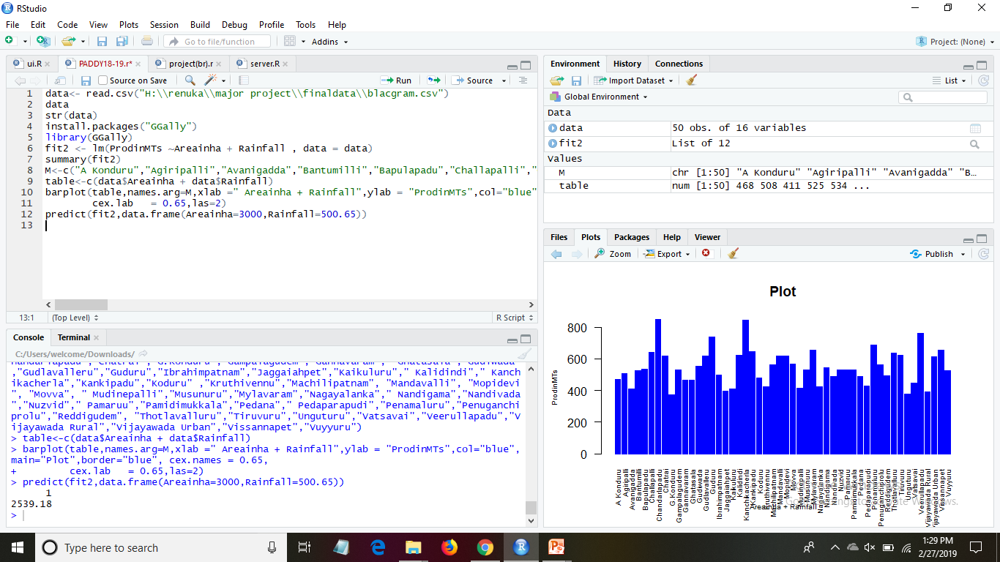 RStudio
File Edit Code View Plots Session Build Debug Profile Tools Help
Go to file/function Addins Project: (None)
ui.R PADDY18-19.r* project(br).r server.R
Source on Save Run Source
1 data<- read.csv("H:\\renuka\\major project\\finaldata\\blacgram.csv")
2 data
3 str(data)
4 install.packages("GGally")
5 library(GGally)
6 fit2 <- lm(ProdinMTs ~Areainha + Rainfall , data = data)
7 summary(fit2)
8 M<-c("A Konduru","Agiripalli","Avanigadda","Bantumilli","Bapulapadu","Challapalli","
9 table<-c(data$Areainha + data$Rainfall)
10 barplot(table,names.arg=M,xlab =" Areainha + Rainfall",ylab = "ProdinMTs",col="blue"
11 cex.lab = 0.65,las=2)
12 predict(fit2,data.frame(Areainha=3000,Rainfall=500.65))
13
13:1 (Top Level) R Script
Console Terminal
C:/Users/welcome/Downloads/
,"Gudlavalleru","Guduru","Ibrahimpatnam","Jaggaiahpet","Kaikuluru"," Kalidindi"," Kanch
ikacherla","Kankipadu","Koduru" ,"Kruthivennu","Machilipatnam", "Mandavalli", "Mopidevi
", "Movva", " Mudinepalli","Musunuru","Mylavaram","Nagayalanka"," Nandigama","Nandivada
","Nuzvid"," Pamaruu","Pamidimukkala","Pedana"," Pedaparapudi","Penamaluru","Penuganchi
prolu","Reddigudem", "Thotlavalluru","Tiruvuru","Unguturu","Vatsavai","Veerullapadu","V
ijayawada Rural","Vijayawada Urban","Vissannapet","Vuyyuru")
> table<-c(data$Areainha + data$Rainfall)
> barplot(table,names.arg=M,xlab =" Areainha + Rainfall",ylab = "ProdinMTs",col="blue",
main="Plot",border="blue", cex.names = 0.65,
+ cex.lab = 0.65,las=2)
> predict(fit2,data.frame(Areainha=3000,Rainfall=500.65))
1
2539.18
>
Environment History Connections
Import Dataset List
Global Environment
Data
data 50 obs. of 16 variables
fit2 List of 12
Values
M chr [1:50] "A Konduru" "Agiripalli" "Avanigadda" "B…
table num [1:50] 468 508 411 525 534 ...
Files Plots Packages Help Viewer
Zoom Export Publish
Plot
ProdinMTs
800
600
400
200
0
A Konduru
Agiripalli
Avanigadda
Bantumilli
Bapulapadu
Challapalli
Chandarlapadu
Chatrai
G.Konduru
Gampalagudem
Gannavaram
Ghatasala
Gudiwada
Gudlavalleru
Guduru
Ibrahimpatnam
Jaggaiahpet
Kaikuluru
Kalidindi
Kanchikacherla
Kankipadu
Koduru
Kruthivennu
Machilipatnam
Mandavalli
Mopidevi
Movva
Mudinepalli
Musunuru
Mylavaram
Nagayalanka
Nandigama
Nandivada
Nuzvid
Pamaruu
Pamidimukkala
Pedana
Pedaparapudi
Penamaluru
Penuganchiprolu
Reddigudem
Thotlavalluru
Tiruvuru
Unguturu
Vatsavai
Veerullapadu
Vijayawada Rural
Vijayawada Urban
Vissannapet
Vuyyuru
Areainha + Rainfall
Type here to search
1:29 PM
2/27/2019